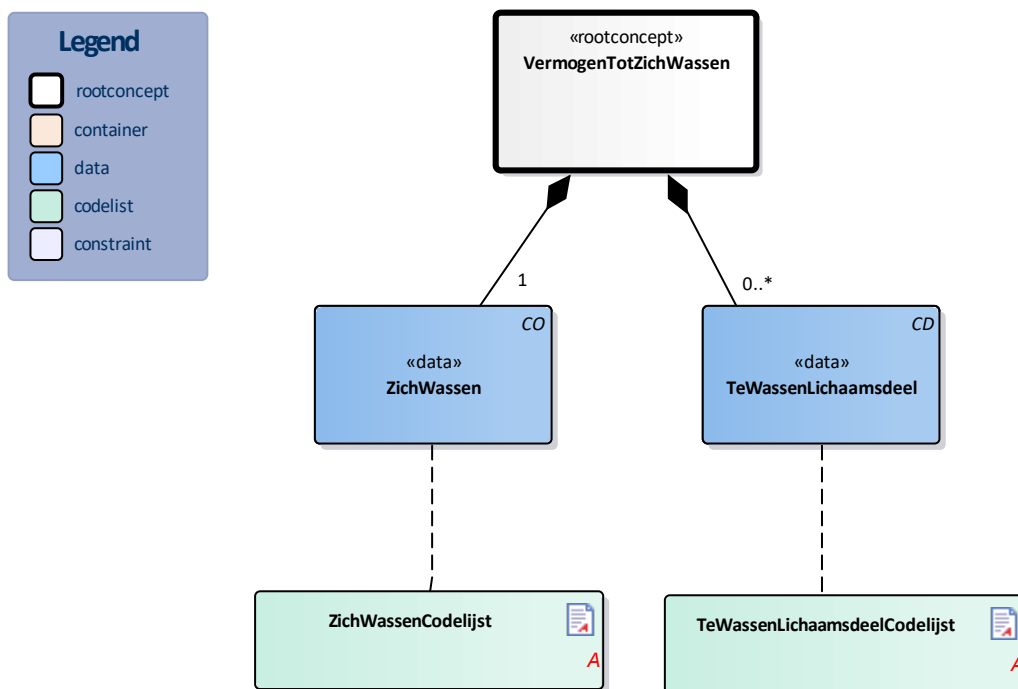 Legend
rootconcept
container
data
codelist
constraint
«rootconcept»
VermogenTotZichWassen
1
0..*
CO
«data»
ZichWassen
CD
«data»
TeWassenLichaamsdeel
ZichWassenCodelijst
A
TeWassenLichaamsdeelCodelijst
A